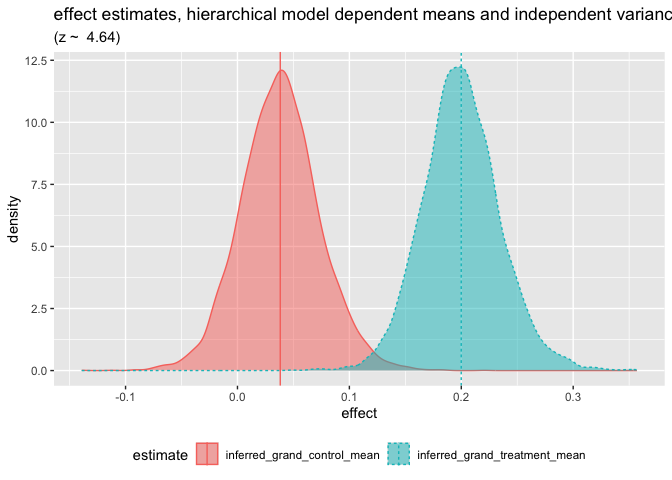 effect estimates, hierarchical model dependent means and independent varianc
(z ~ 4.64)
12.5
10.0
7.5
5.0
2.5
0.0
density
-0.1 0.0 0.1 0.2 0.3
effect
estimate inferred_grand_control_mean inferred_grand_treatment_mean